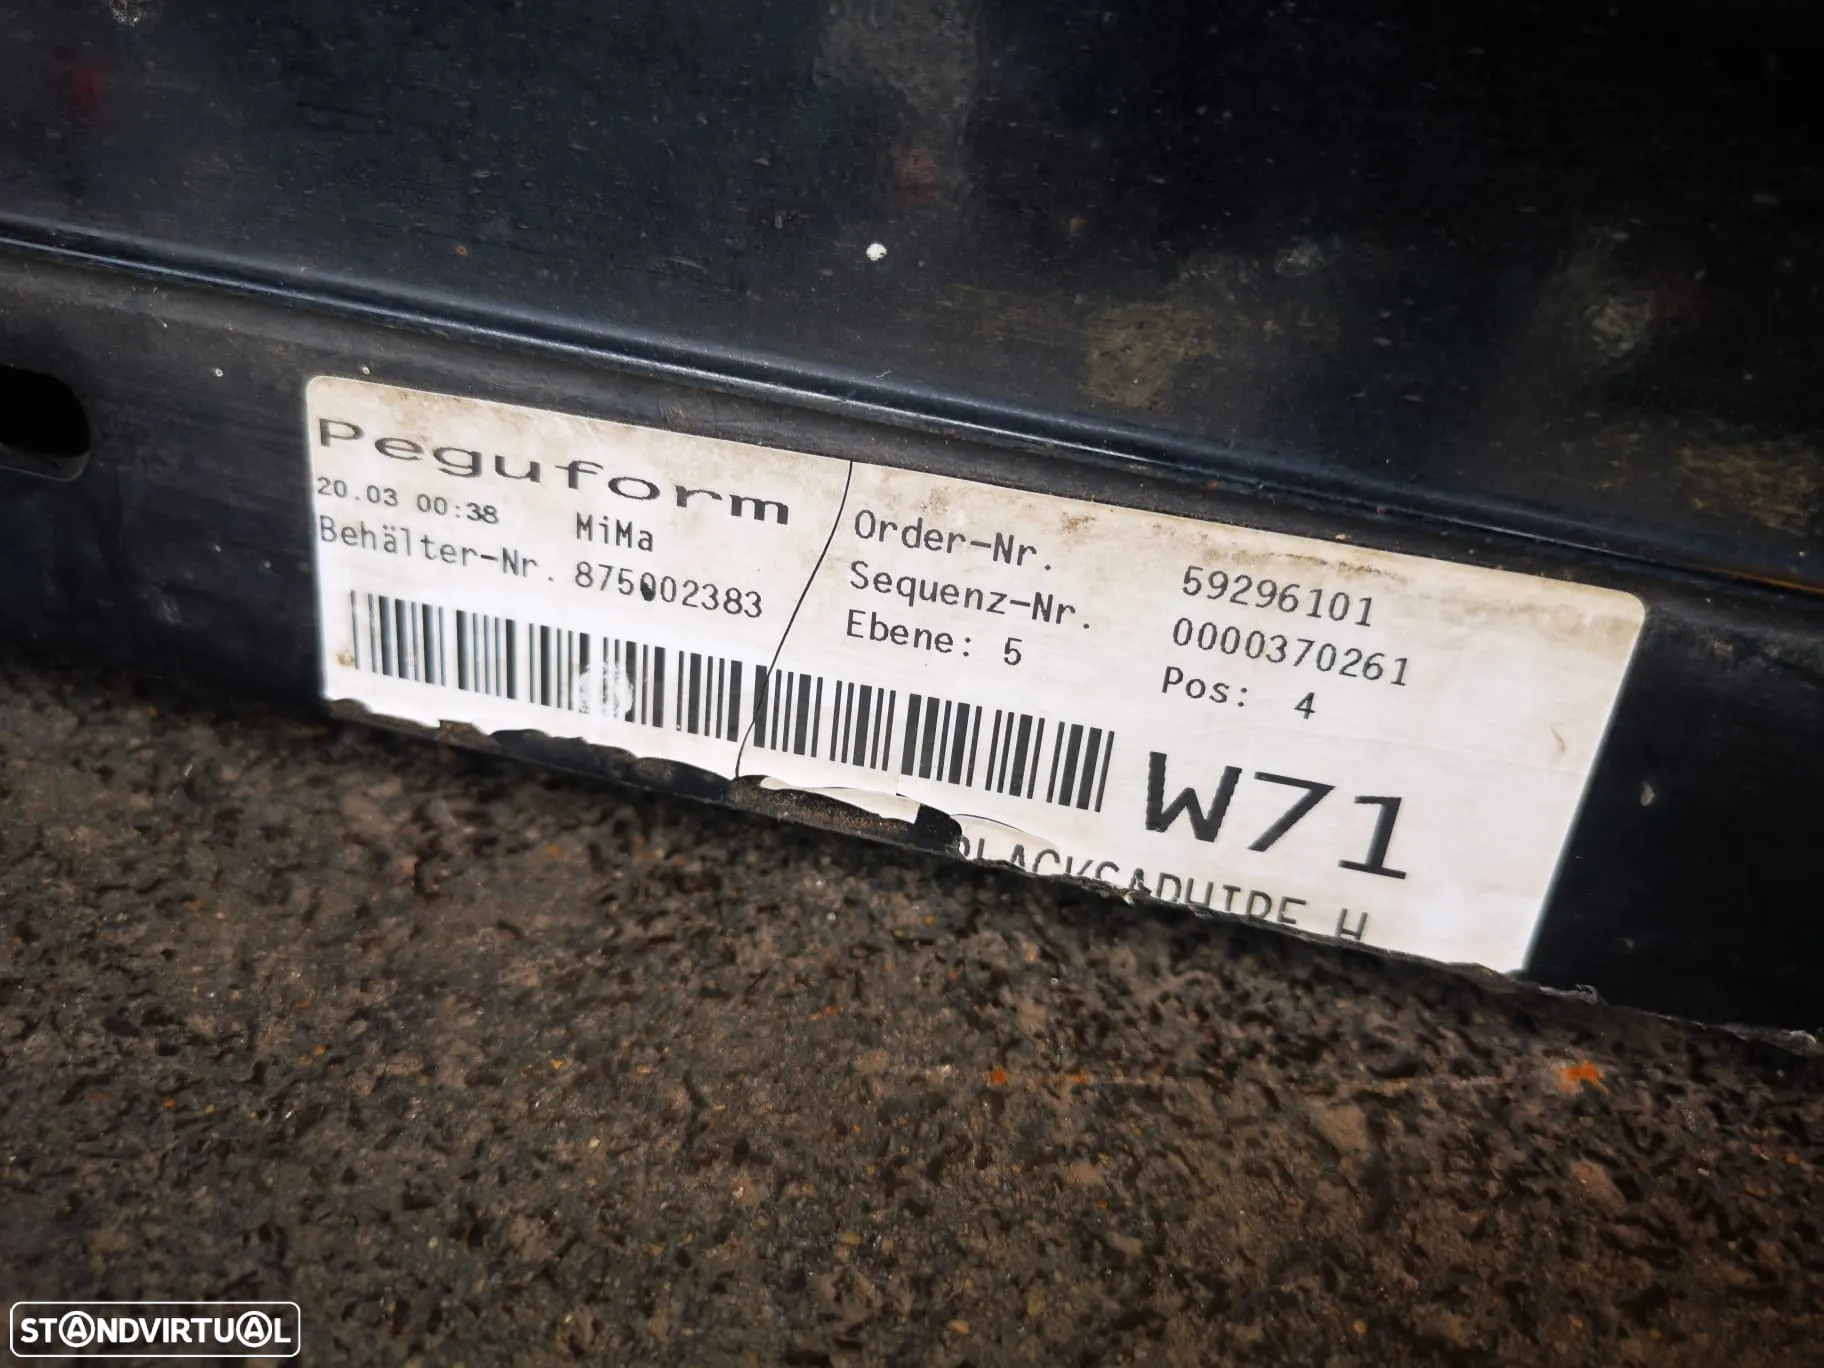 Peguform
20.03 00:38 MiMa
Behälter-Nr. 875002383
Order-Nr. 59296101
Sequenz-Nr. 0000370261
Ebene: 5 Pos: 4
W71
BLACKSAPHIRE
STANDVIRTUAL